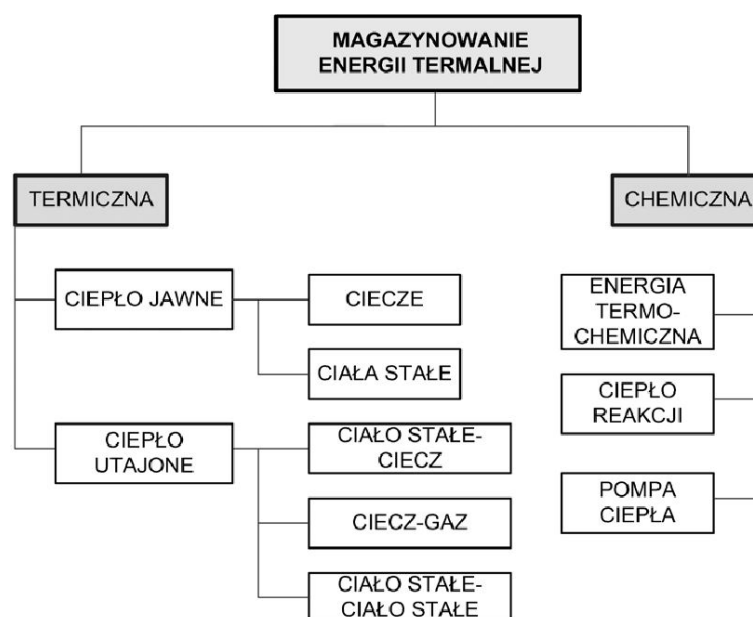 MAGAZYNOWANIE
ENERGII TERMALNEJ
TERMICZNA
CHEMICZNA
CIEPŁO JAWNE
CIECZE
CIAŁA STAŁE
CIEPŁO
UTAJONE
CIAŁO STAŁE-
CIECZ
CIECZ-GAZ
CIAŁO STAŁE-
CIAŁO STAŁE
ENERGIA
TERMO-
CHEMICZNA
CIEPŁO
REAKCJI
POMPA
CIEPŁA